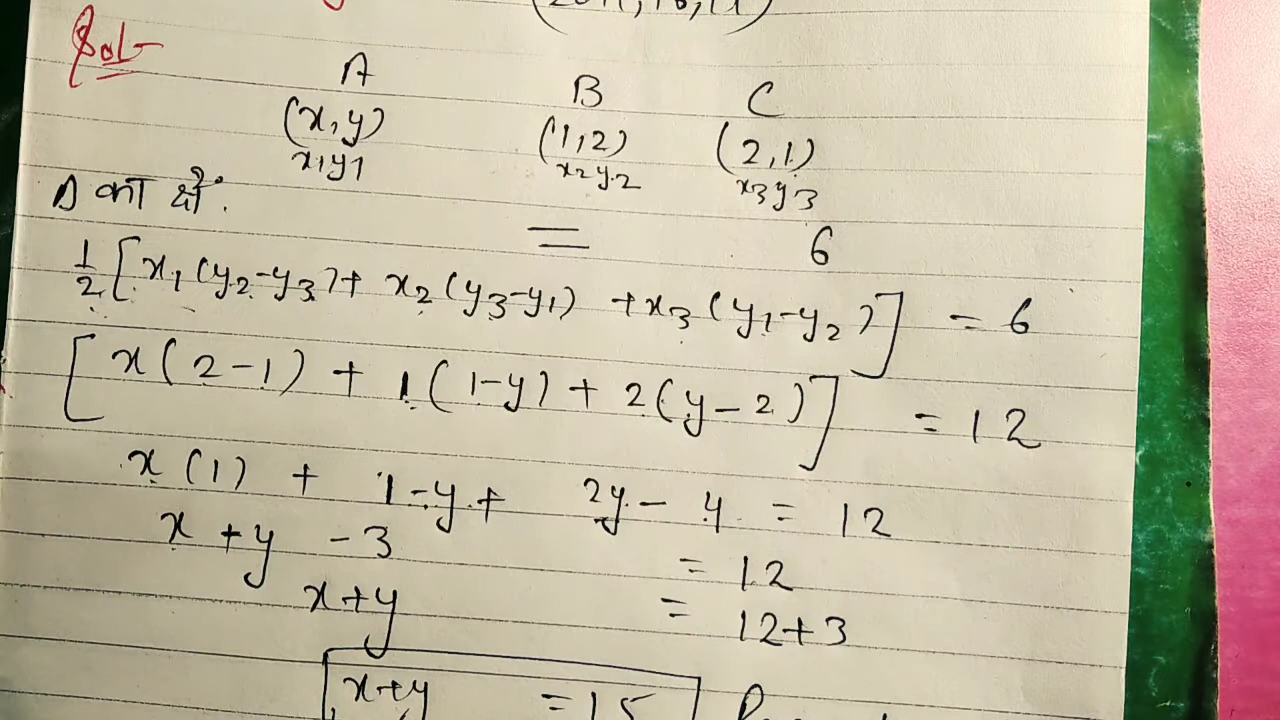 Sol-
A B C
(x,y) (1,2) (2,1)
x1y1 x2y2 x3y3
Δ का क्षे. = 6
1/2 [x1(y2-y3)+ x2(y3-y1) +x3(y1-y2)] = 6
[x(2-1) + 1(1-y) + 2(y-2)] = 12
x(1) + 1-y+ 2y- 4 = 12
x+y -3 = 12
x+y = 12+3
x+y = 15